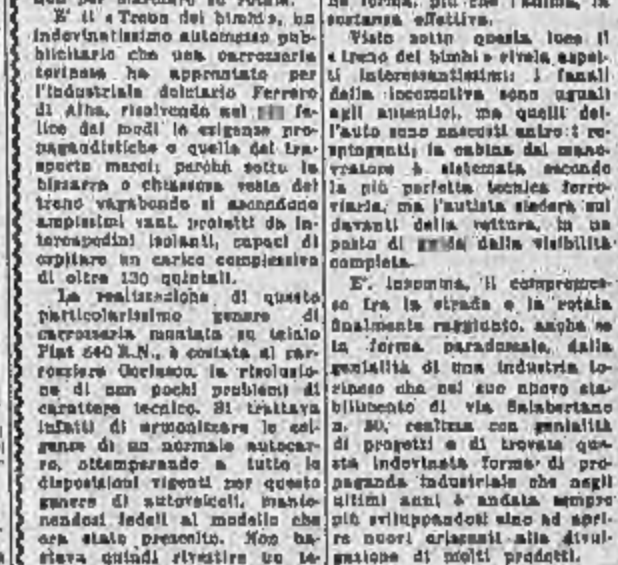 E' il «Treno dei bimbi», un
indovinatissimo automezzo pub-
blicitario che una carrozzeria
torinese ha approntato per
l'industriale dolciario Ferrero
di Alba, risolvendo nel fe-
lice dei modi le esigenze pro-
pagandistiche e quelle del tra-
sporto merci; perchè sotto la
bizzarra e chiassosa veste del
treno vagabondo si ascondono
ampissimi vani, protetti da in-
tercapedini isolanti, capaci di
ospitare un carico complessivo
di oltre 130 quintali.
La realizzazione di questo
particolarissimo genere di
carrozzeria montata su telaio
Fiat 640 R.N., è costata al car-
rozziere la risoluzio-
ne di non pochi problemi di
carattere tecnico. Si trattava
infatti di armonizzare le esi-
genze di un normale autocar-
ro, ottemperando a tutte le
disposizioni vigenti per questo
genere di autoveicoli, mante-
nendosi fedeli al modello che
era stato prescelto. Non ba-
stava quindi rivestire un te-
sostanza effettiva.
Visto sotto questa luce il
«treno dei bimbi» rivela aspet-
ti interessantissimi: i fanali
della locomotiva sono uguali
agli autentici, ma quelli del-
l'auto sono nascosti entro i re-
spingenti; la cabina del mano-
vratore è sistemata secondo
la più perfetta tecnica ferro-
viaria, ma l'autista siederà sul
davanti della vettura, in un
posto di dalla visibilità
completa.
E', insomma, il compromes-
so fra la strada e la rotaia
finalmente raggiunto, anche se
in forma paradossale, dalla
genialità di una industria to-
rinese che nel suo nuovo sta-
bilimento di via Salabertano
n. 80, realizza con genialità
di progetti e di trovate que-
sta indovinata forma di pro-
paganda industriale che negli
ultimi anni è andata sempre
più sviluppandosi sino ad apri-
re nuovi orizzonti alla divul-
gazione di molti prodotti.